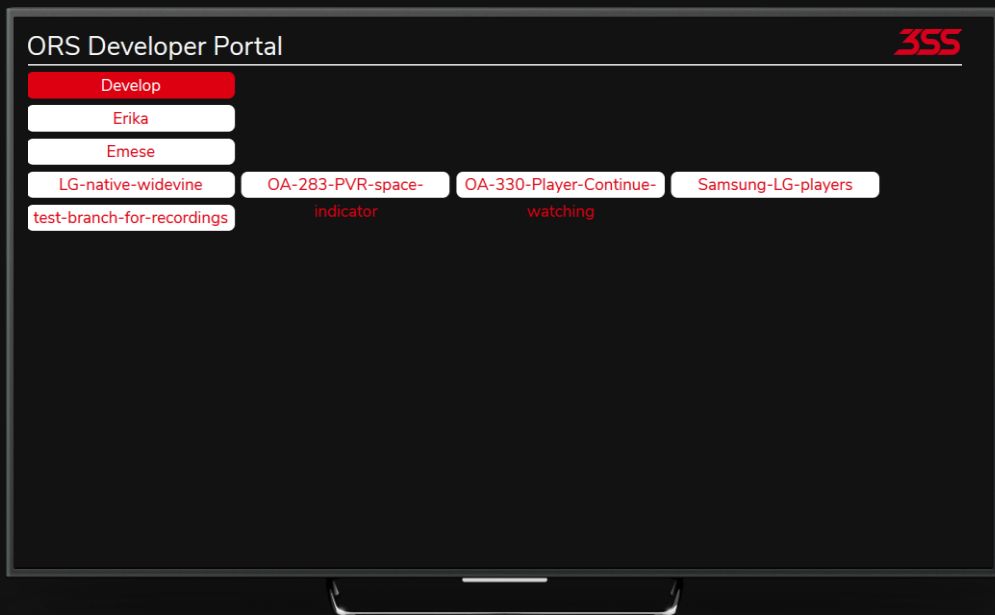 ORS Developer Portal
3SS
Develop
Erika
Emese
LG-native-widevine
OA-283-PVR-space-
indicator
OA-330-Player-Continue-
watching
Samsung-LG-players
test-branch-for-recordings